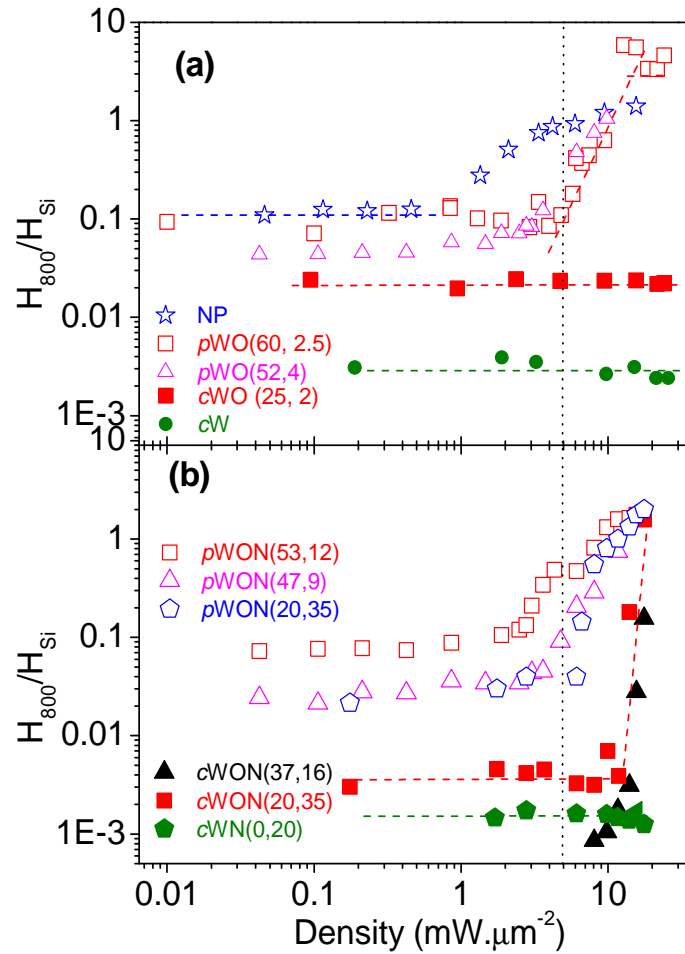 10
(a)
1
H800/HSi
0.1
0.01
NP
pWO(60, 2.5)
pWO(52,4)
cWO (25, 2)
cW
1E-3
10
(b)
1
pWON(53,12)
pWON(47,9)
pWON(20,35)
H800/HSi
0.1
0.01
cWON(37,16)
cWON(20,35)
cWN(0,20)
1E-3
0.01 0.1 1 10
Density (mW.μm-2)